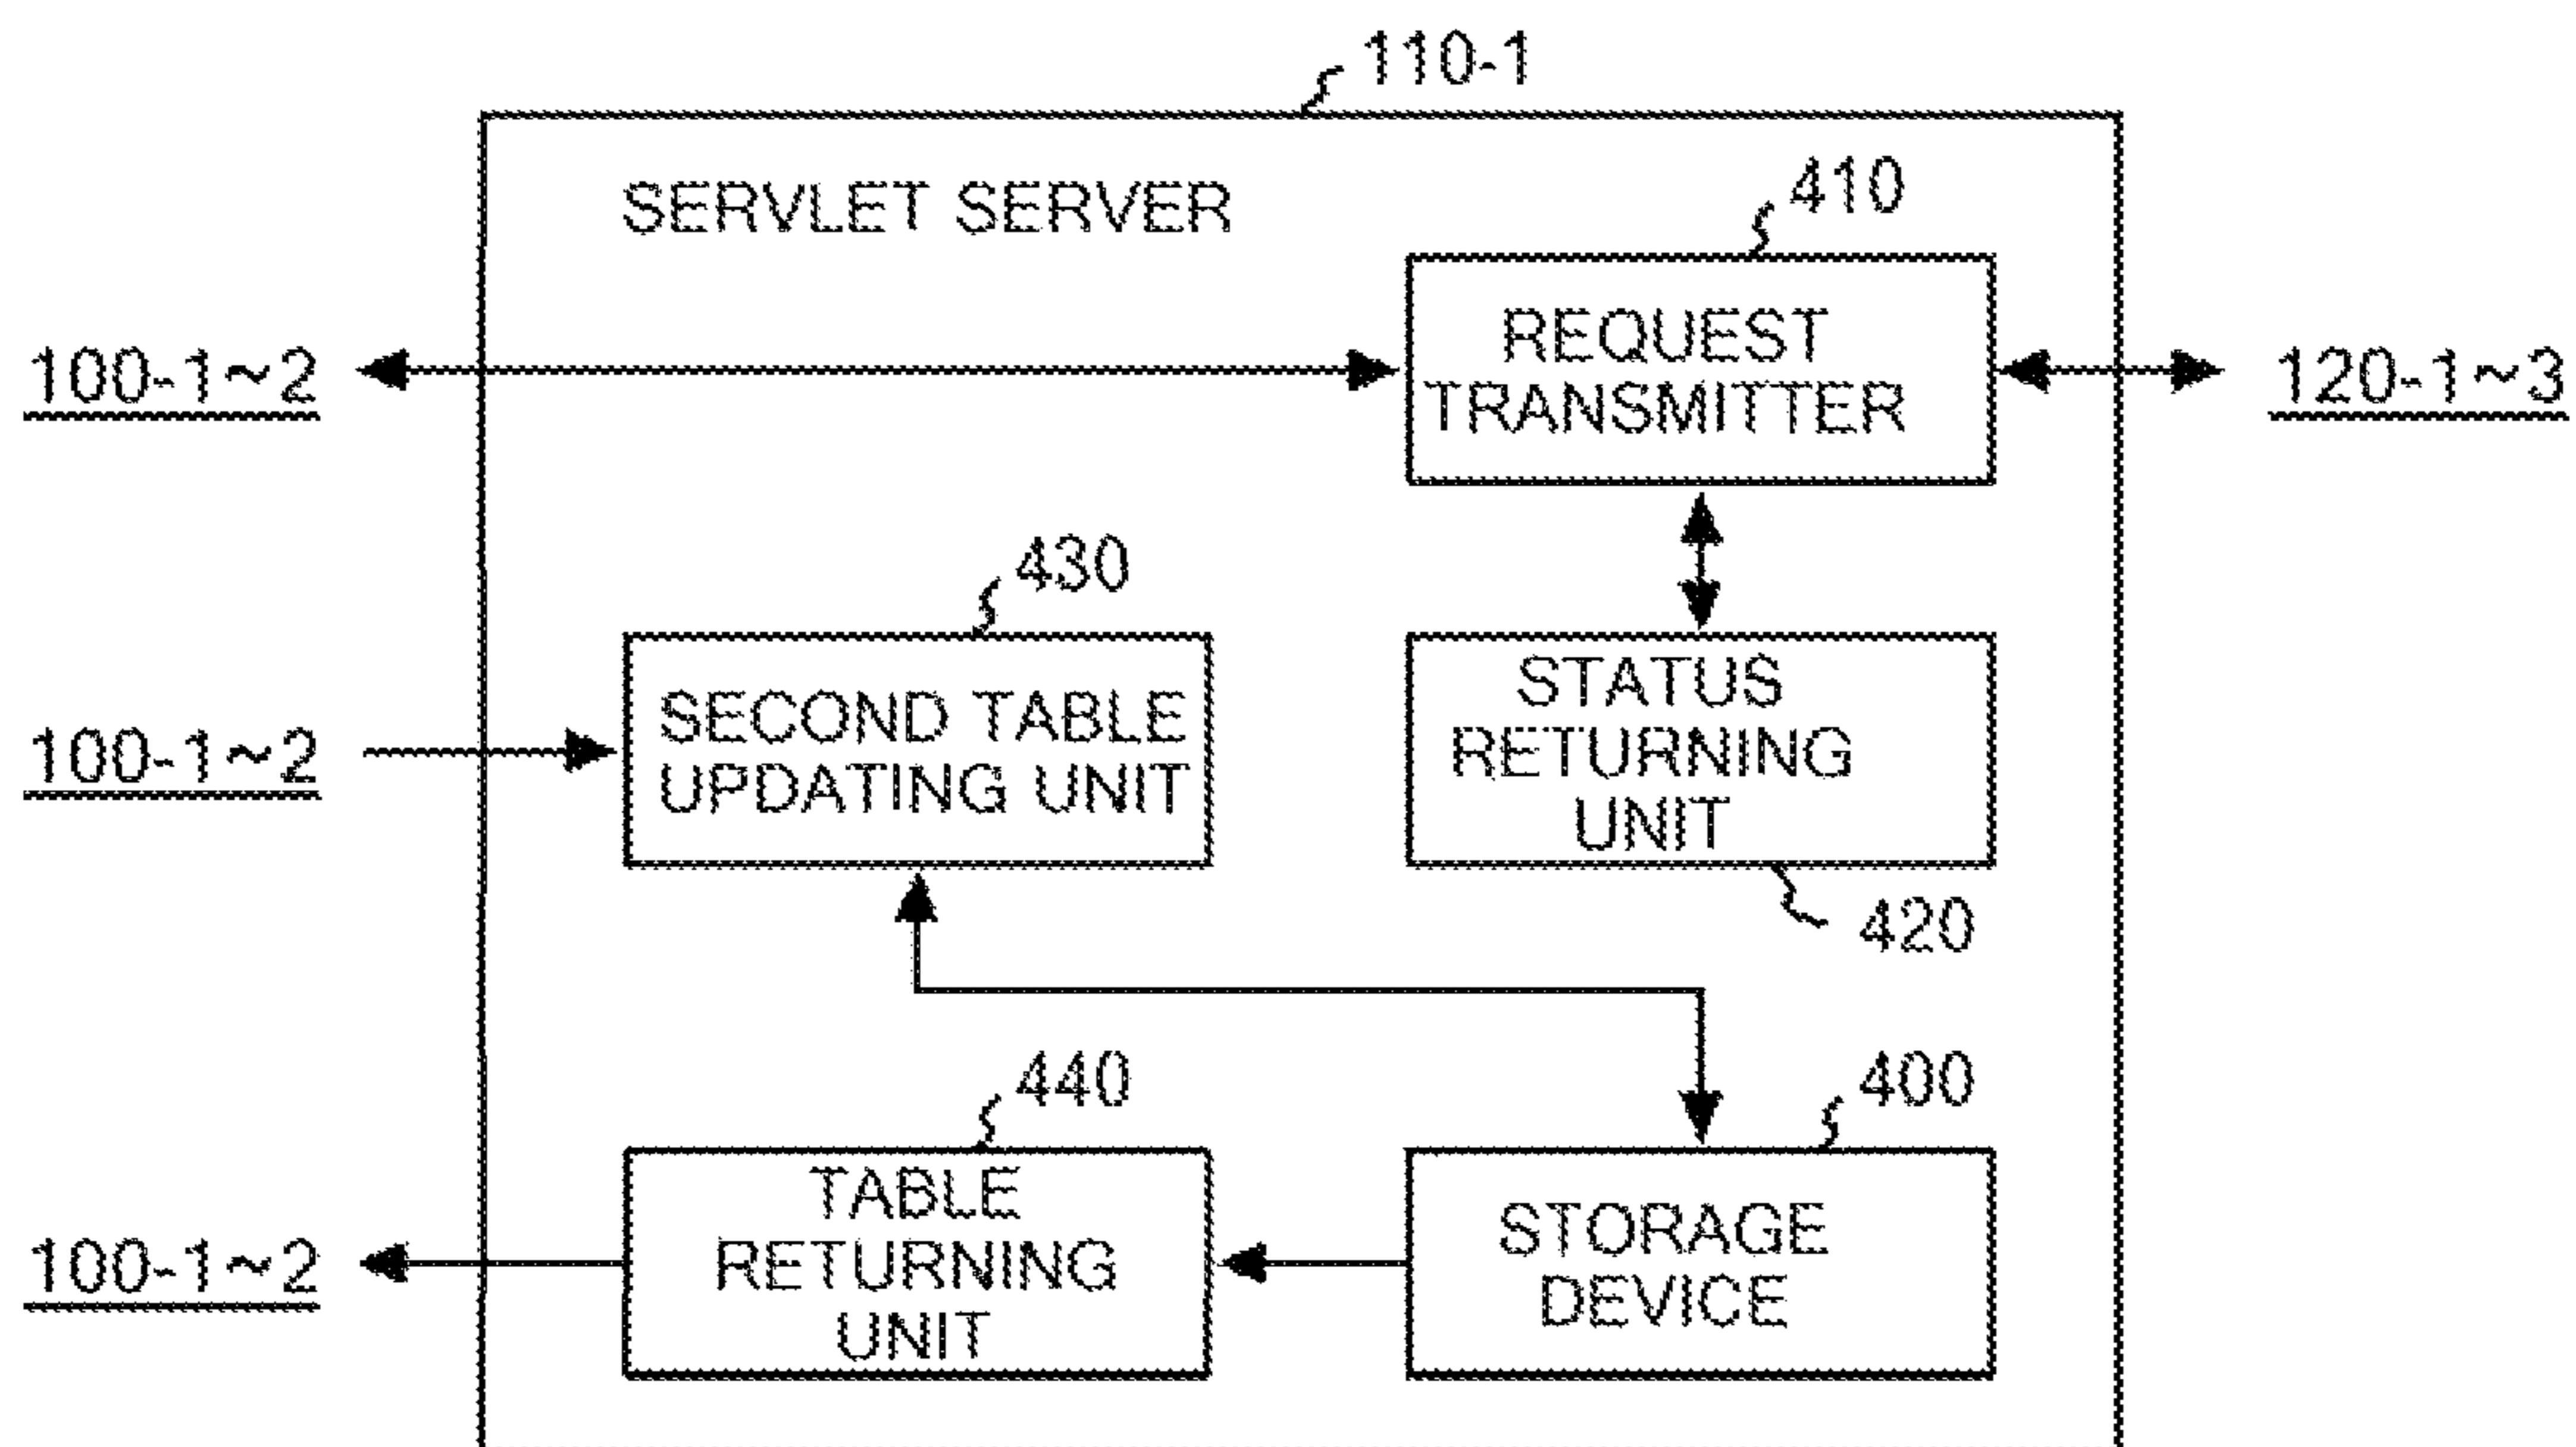 110-1
SERVLET SERVER
410
REQUEST
TRANSMITTER
100-1~2
120-1~3
430
SECOND TABLE
UPDATING UNIT
100-1~2
STATUS
RETURNING
UNIT
420
440
TABLE
RETURNING
UNIT
100-1~2
400
STORAGE
DEVICE